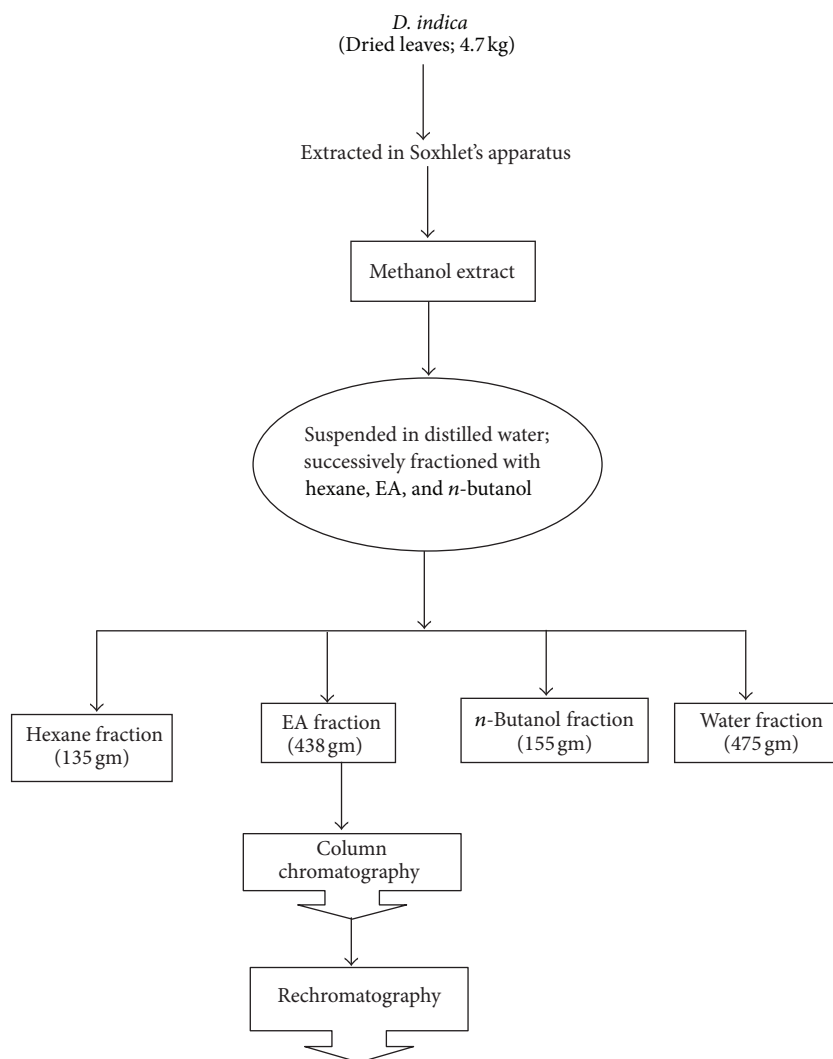 D. indica
(Dried leaves; 4.7 kg)
Extracted in Soxhlet's apparatus
Methanol extract
Suspended in distilled water;
successively fractioned with
hexane, EA, and n-butanol
Hexane fraction
(135 gm)
EA fraction
(438 gm)
n-Butanol fraction
(155 gm)
Water fraction
(475 gm)
Column
chromatography
Rechromatography